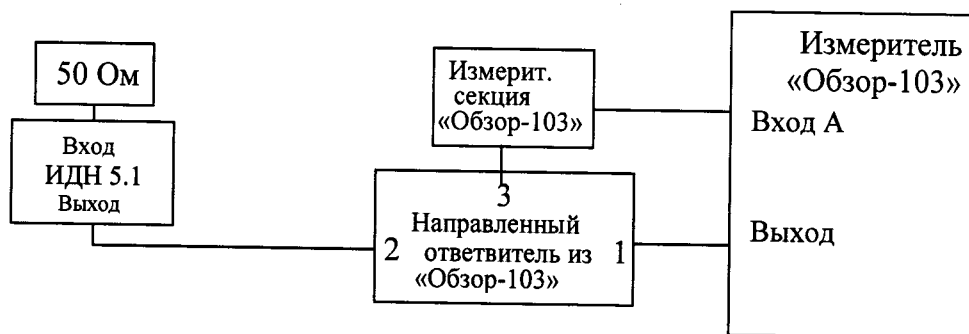 50 Ом
Вход
ИДН 5.1
Выход
Измерит.
секция
«Обзор-103»
3
Направленный
2 ответвитель из 1
«Обзор-103»
Измеритель
«Обзор-103»
Вход А
Выход